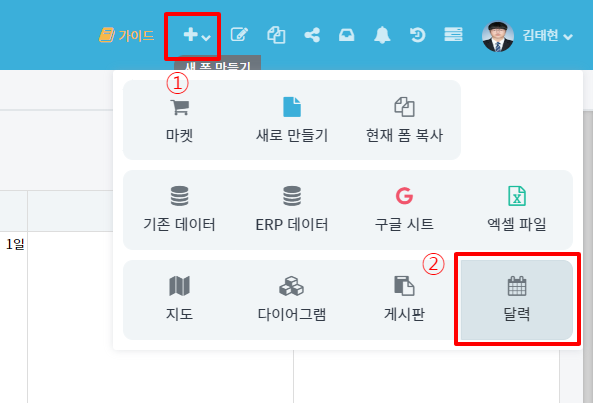 가이드
김태현
새 폼 만들기
①
마켓
새로 만들기
현재 폼 복사
기존 데이터
ERP 데이터
구글 시트
엑셀 파일
1일
②
지도
다이어그램
게시판
달력